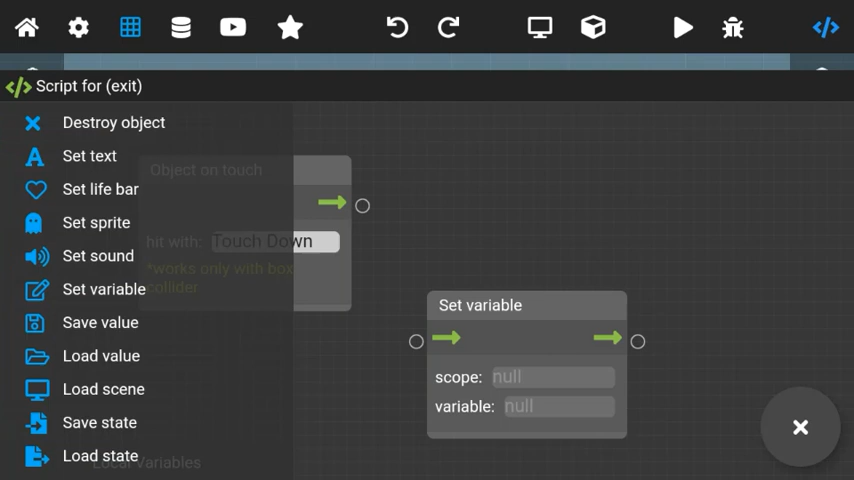 Script for (exit)
Destroy object
Set text
Set life bar
Set sprite
Set sound
Set variable
Save value
Load value
Load scene
Save state
Load state
Object on touch
hit with: Touch Down
*works only with box
collider
Local Variables
Set variable
scope: null
variable: null